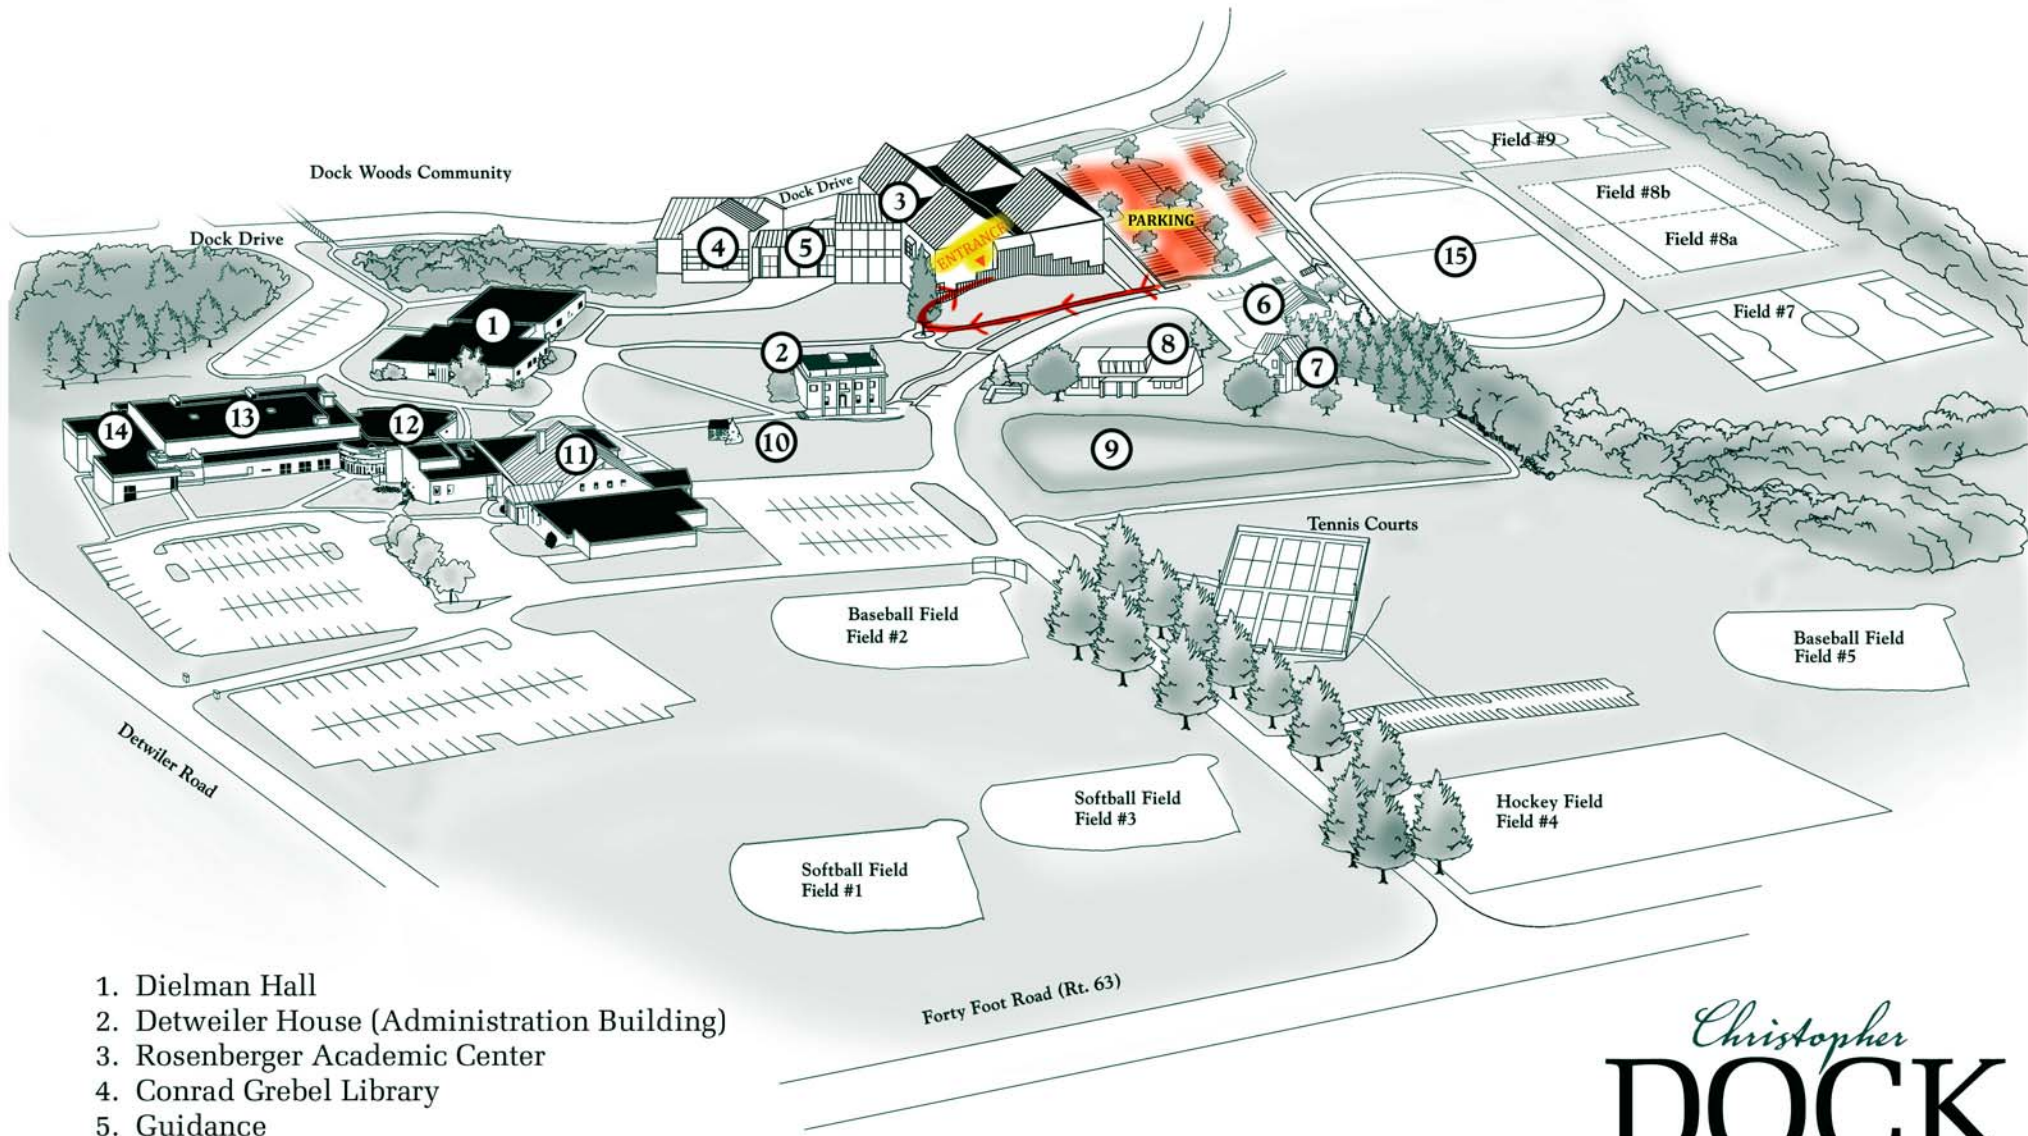 Dock Woods Community
Dock Drive
Dock Drive
ENTRANCE
PARKING
Field #9
Field #8b
Field #8a
Field #7
1
2
3
4
5
6
7
8
9
10
11
12
13
14
15
Tennis Courts
Baseball Field
Field #2
Baseball Field
Field #5
Detwiler Road
Softball Field
Field #3
Hockey Field
Field #4
Softball Field
Field #1
Forty Foot Road (Rt. 63)
1. Dielman Hall
2. Detweiler House (Administration Building)
3. Rosenberger Academic Center
4. Conrad Grebel Library
5. Guidance
Christopher
DOCK